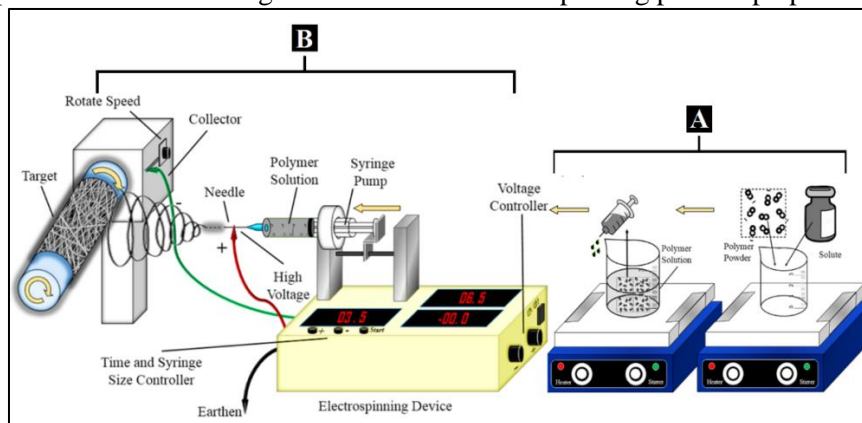 B
A
Rotate Speed
Collector
Target
Needle
Polymer
Solution
Syringe
Pump
Voltage
Controller
+
High
Voltage
-
Polymer
Solution
Polymer
Powder
Solute
06.5
03.5
-00.0
+
-
Start
Time and Syringe
Size Controller
Earthen
Electrospinning Device
Heater
Stirrer
Heater
Stirrer